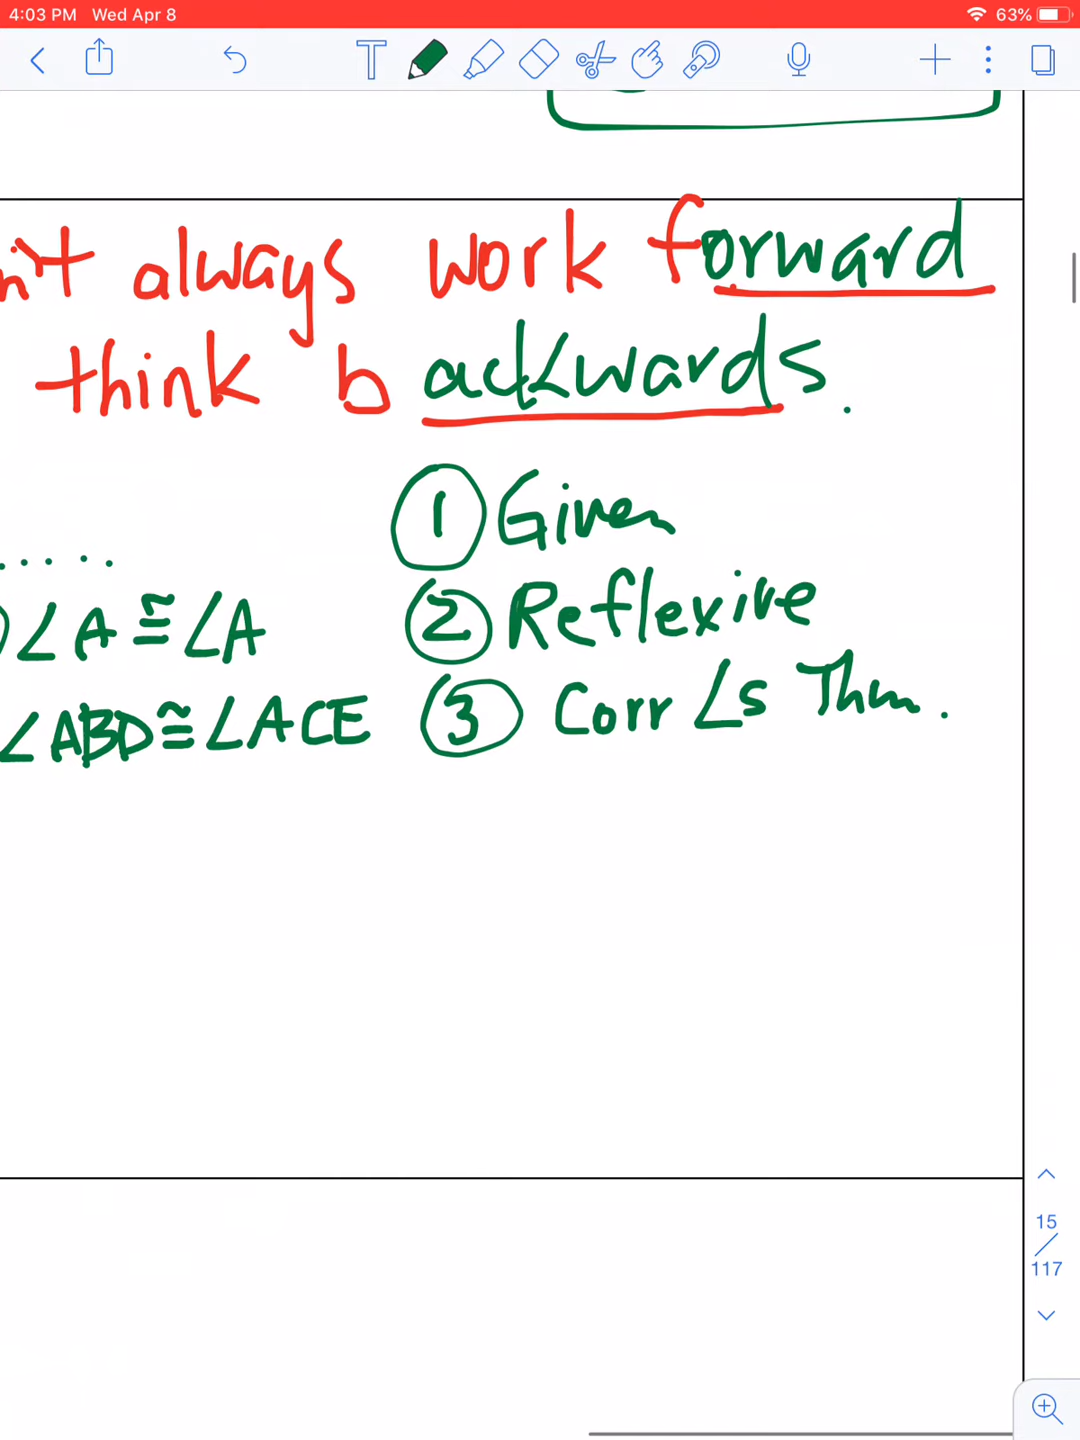 4:03 PM Wed Apr 8 63%
n't always work forward
think backwards.
..... ① Given
∠A ≅ ∠A ② Reflexive
∠ABD ≅ ∠ACE ③ Corr ∠s Thm.
15
/
117